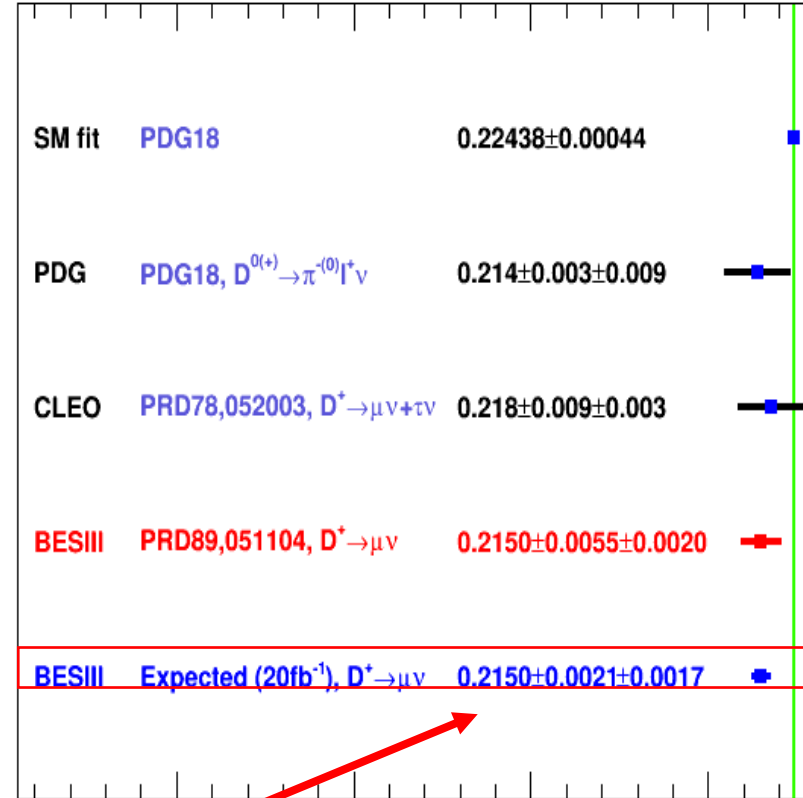 SM fit PDG18 0.22438±0.00044
PDG PDG18, D⁰⁽⁺⁾→π⁻⁽⁰⁾l⁺ν 0.214±0.003±0.009
CLEO PRD78,052003, D⁺→μν+τν 0.218±0.009±0.003
BESIII PRD89,051104, D⁺→μν 0.2150±0.0055±0.0020
BESIII Expected (20fb⁻¹), D⁺→μν 0.2150±0.0021±0.0017